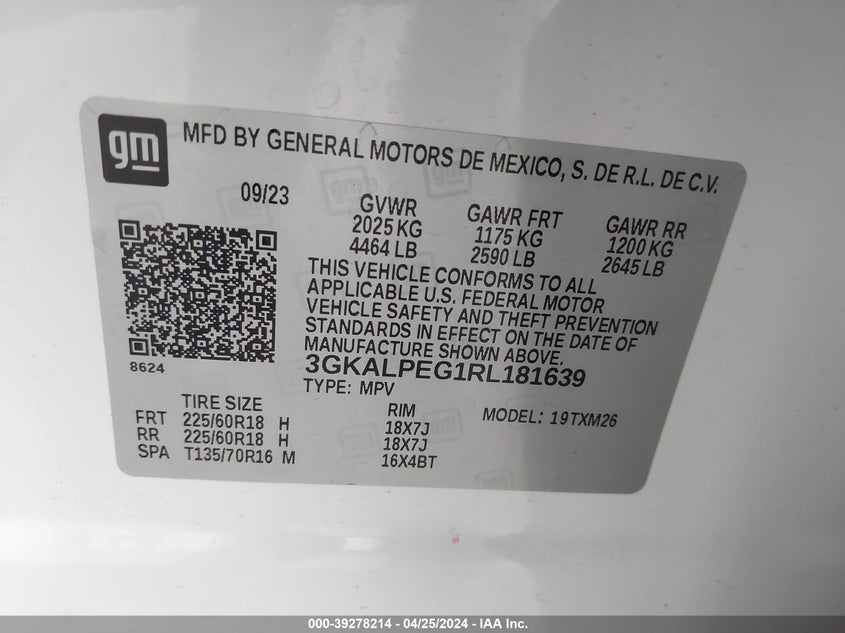 gm MFD BY GENERAL MOTORS DE MEXICO, S. DE R.L. DE C.V.
09/23 GVWR GAWR FRT GAWR RR
2025 KG 1175 KG 1200 KG
4464 LB 2590 LB 2645 LB
THIS VEHICLE CONFORMS TO ALL
APPLICABLE U.S. FEDERAL MOTOR
VEHICLE SAFETY AND THEFT PREVENTION
STANDARDS IN EFFECT ON THE DATE OF
MANUFACTURE SHOWN ABOVE.
8624 3GKALPEG1RL181639
TYPE: MPV
TIRE SIZE RIM MODEL: 19TXM26
FRT 225/60R18 H 18X7J
RR 225/60R18 H 18X7J
SPA T135/70R16 M 16X4BT
000-39278214 - 04/25/2024 - IAA Inc.